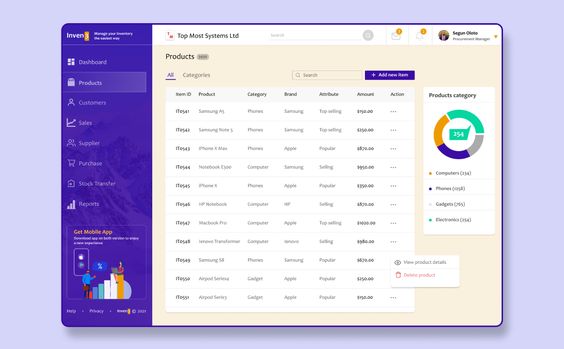 Inven
Manage your inventory
the easiest way
Top Most Systems Ltd
Search
Segun Oloto
Procurement Manager
Dashboard
Products
Customers
Sales
Supplier
Purchase
Stock Transfer
Reports
Get Mobile App
Download app on both version to enjoy
a new experience
Help • Privacy • Inven © 2021
Products
All Categories
Search
+ Add new item
Item ID Product Category Brand Attribute Amount Action
IT0541 Samsung A5 Phones Samsung Top selling $150.00 ...
IT0542 Samsung Note 5 Phones Samsung Top selling $250.00 ...
IT0543 iPhone X Max Phones Apple Popular $870.00 ...
IT0544 Notebook E300 Computer Samsung Selling $950.00 ...
IT0545 iPhone X Phones Apple Popular $350.00 ...
IT0546 HP Notebook Computer HP Selling $850.00 ...
IT0547 Macbook Pro Computer Apple Top selling $1020.00 ...
IT0548 lenovo Transformer Computer lenovo Selling $980.00 ...
IT0549 Samsung S8 Phones Samsung Popular $670.00
IT0550 Airpod Series4 Gadget Apple Popular $250.00
IT0551 Airpod Series3 Gadget Apple Popular $150.00
View product details
Delete product
Products category
254
Computers (234)
Phones (1058)
Gadgets (765)
Electronics (254)